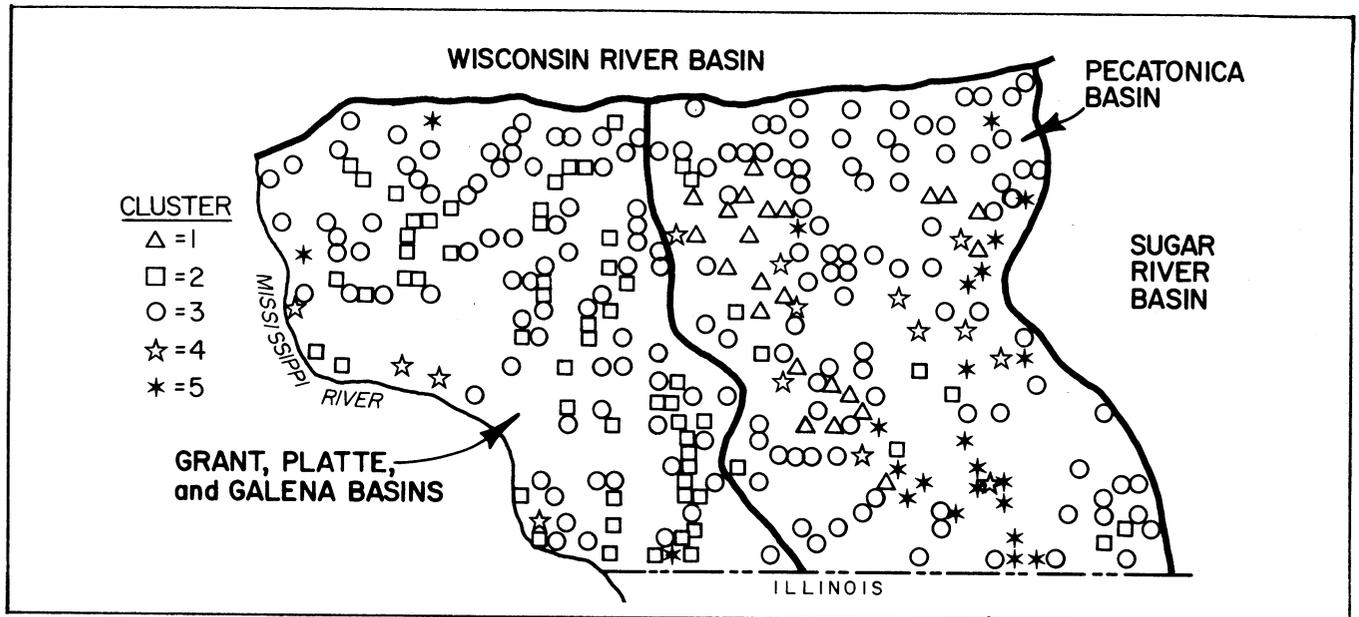 WISCONSIN RIVER BASIN
PECATONICA
BASIN
CLUSTER
=1
=2
=3
=4
=5
SUGAR
RIVER
BASIN
MISSISSIPPI
RIVER
GRANT, PLATTE,
and GALENA BASINS
ILLINOIS